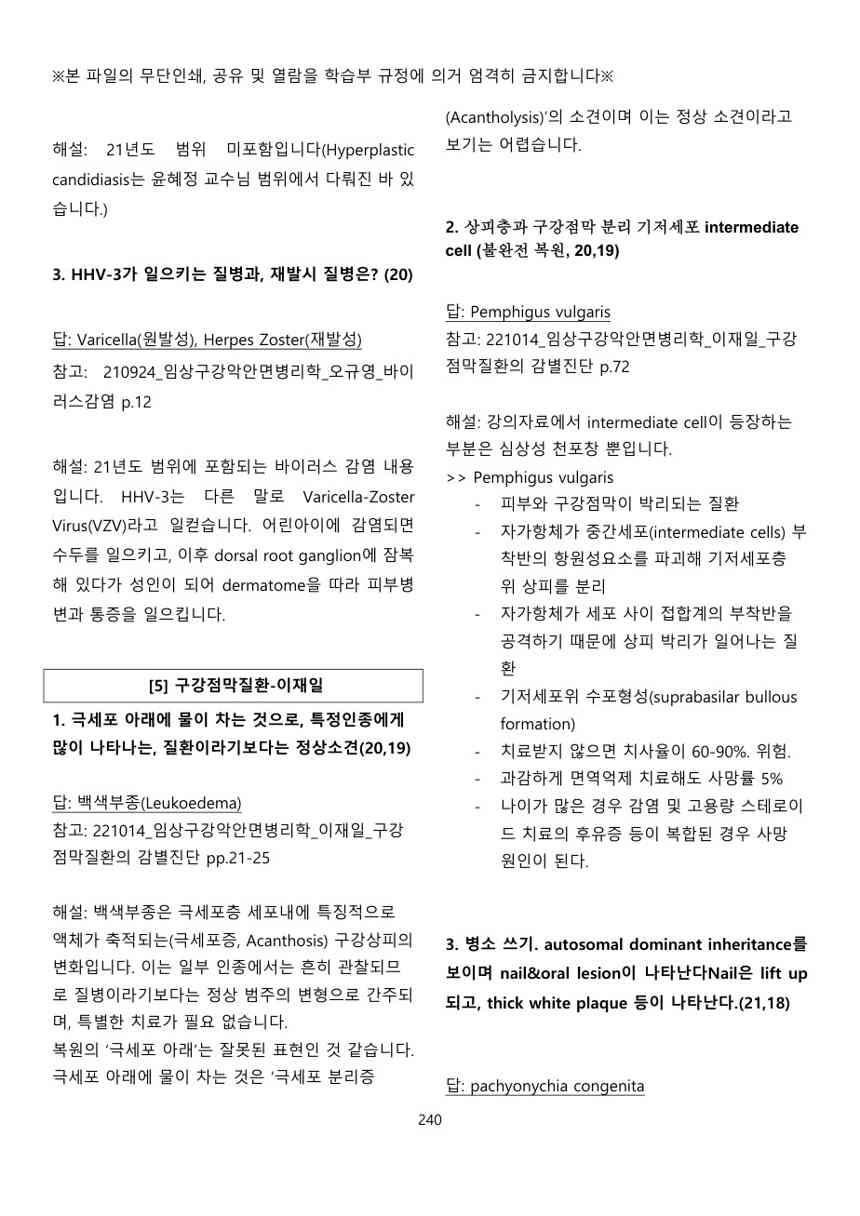 ※본 파일의 무단인쇄, 공유 및 열람을 학습부 규정에 의거 엄격히 금지합니다※
해설: 21년도 범위 미포함입니다(Hyperplastic
candidiasis는 윤혜정 교수님 범위에서 다뤄진 바 있
습니다.)
3. HHV-3가 일으키는 질병과, 재발시 질병은? (20)
답: Varicella(원발성), Herpes Zoster(재발성)
참고: 210924_임상구강악안면병리학_오규영_바이
러스감염 p.12
해설: 21년도 범위에 포함되는 바이러스 감염 내용
입니다. HHV-3는 다른 말로 Varicella-Zoster
Virus(VZV)라고 일컫습니다. 어린아이에 감염되면
수두를 일으키고, 이후 dorsal root ganglion에 잠복
해 있다가 성인이 되어 dermatome을 따라 피부병
변과 통증을 일으킵니다.
[5] 구강점막질환-이재일
1. 극세포 아래에 물이 차는 것으로, 특정인종에게
많이 나타나는, 질환이라기보다는 정상소견(20,19)
답: 백색부종(Leukoedema)
참고: 221014_임상구강악안면병리학_이재일_구강
점막질환의 감별진단 pp.21-25
해설: 백색부종은 극세포층 세포내에 특징적으로
액체가 축적되는(극세포증, Acanthosis) 구강상피의
변화입니다. 이는 일부 인종에서는 흔히 관찰되므
로 질병이라기보다는 정상 범주의 변형으로 간주되
며, 특별한 치료가 필요 없습니다.
복원의 '극세포 아래'는 잘못된 표현인 것 같습니다.
극세포 아래에 물이 차는 것은 '극세포 분리증
(Acantholysis)'의 소견이며 이는 정상 소견이라고
보기는 어렵습니다.
2. 상피층과 구강점막 분리 기저세포 intermediate
cell (불완전 복원, 20,19)
답: Pemphigus vulgaris
참고: 221014_임상구강악안면병리학_이재일_구강
점막질환의 감별진단 p.72
해설: 강의자료에서 intermediate cell이 등장하는
부분은 심상성 천포창 뿐입니다.
>> Pemphigus vulgaris
- 피부와 구강점막이 박리되는 질환
- 자가항체가 중간세포(intermediate cells) 부
착반의 항원성요소를 파괴해 기저세포층
위 상피를 분리
- 자가항체가 세포 사이 접합계의 부착반을
공격하기 때문에 상피 박리가 일어나는 질
환
- 기저세포위 수포형성(suprabasilar bullous
formation)
- 치료받지 않으면 치사율이 60-90%. 위험.
- 과감하게 면역억제 치료해도 사망률 5%
- 나이가 많은 경우 감염 및 고용량 스테로이
드 치료의 후유증 등이 복합된 경우 사망
원인이 된다.
3. 병소 쓰기. autosomal dominant inheritance를
보이며 nail&oral lesion이 나타난다Nail은 lift up
되고, thick white plaque 등이 나타난다.(21,18)
답: pachyonychia congenita
240